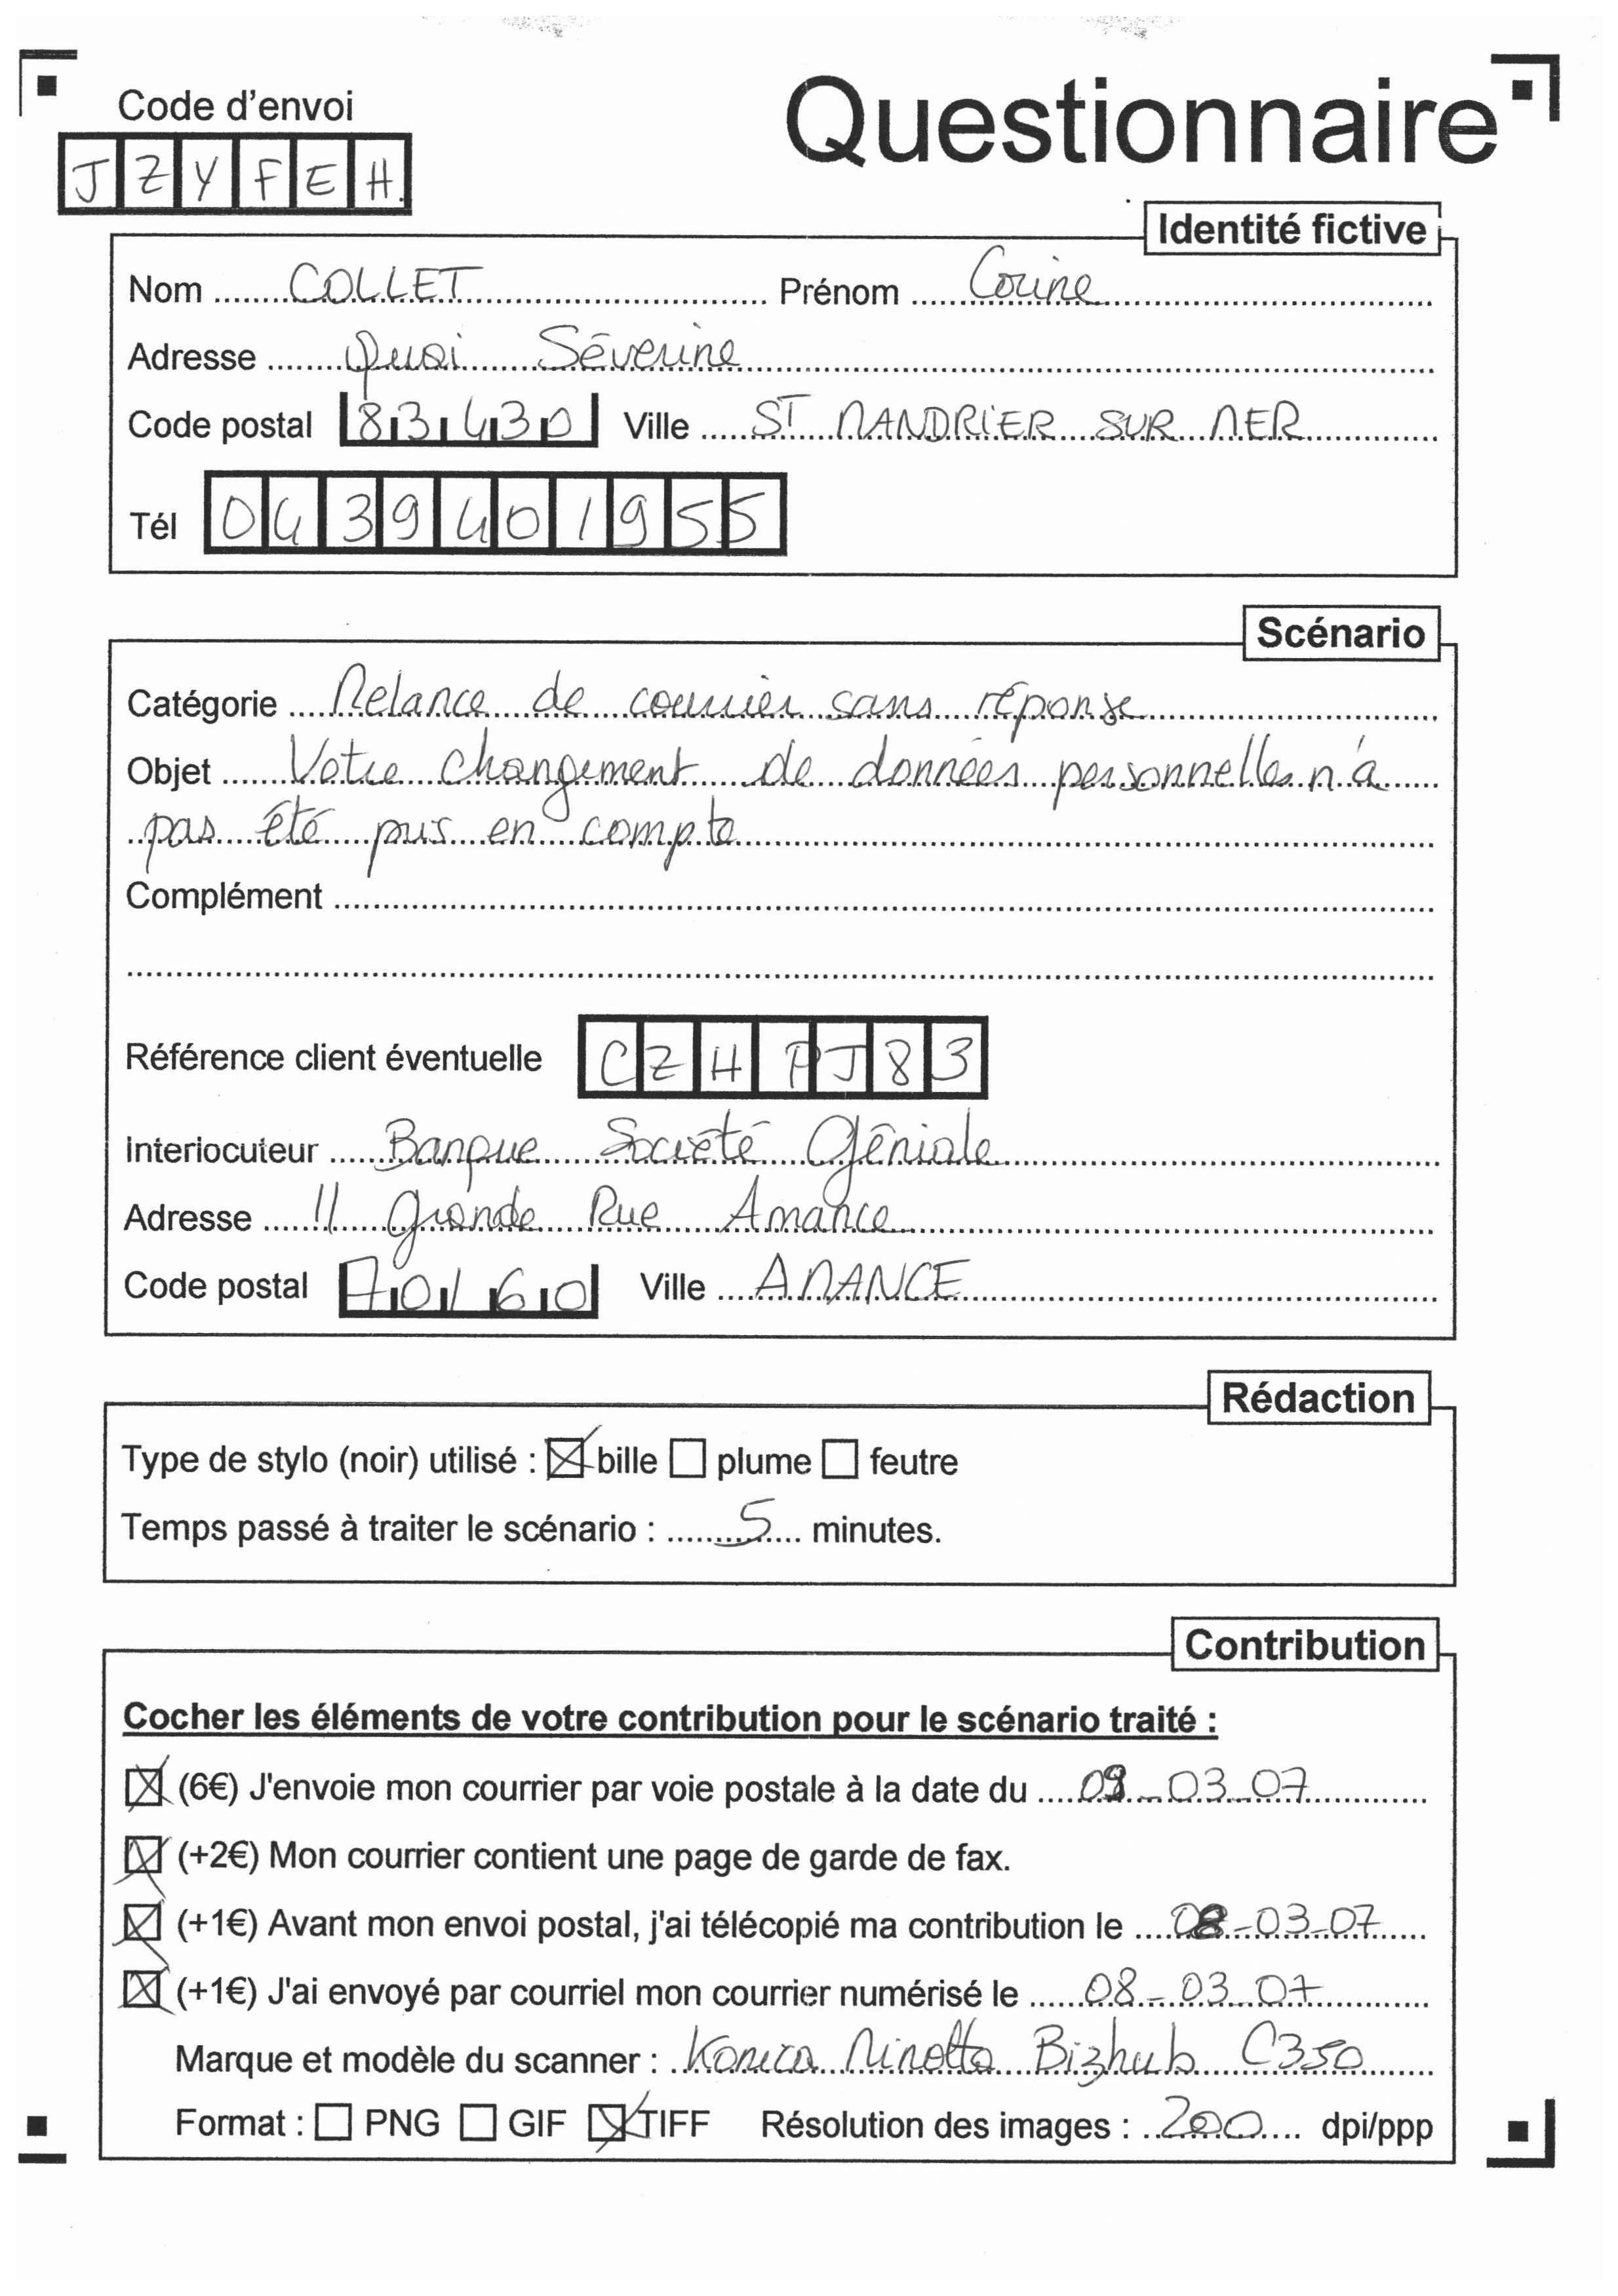 Code d'envoi
Questionnaire
JZYFEH
Identité fictive
Nom COLLET Prénom Corine
Adresse Quai Séverine
Code postal 83430 Ville ST MANDRIER SUR MER
Tél 0439401955
Scénario
Catégorie Relance de courrier sans réponse
Objet Votre changement de données personnelles n'a
pas été pris en compte
Complément
Référence client éventuelle CZHPJ83
Interlocuteur Banque Société Géniale
Adresse 11 Grande Rue Amance
Code postal 70160 Ville AMANCE
Rédaction
Type de stylo (noir) utilisé : ☒ bille ☐ plume ☐ feutre
Temps passé à traiter le scénario : 5 minutes.
Contribution
Cocher les éléments de votre contribution pour le scénario traité :
☒ (6€) J'envoie mon courrier par voie postale à la date du 09-03-07
☒ (+2€) Mon courrier contient une page de garde de fax.
☒ (+1€) Avant mon envoi postal, j'ai télécopié ma contribution le 08-03-07
☒ (+1€) J'ai envoyé par courriel mon courrier numérisé le 08-03-07
Marque et modèle du scanner : Konica Minolta Bizhub C350
Format : ☐ PNG ☐ GIF ☒ TIFF Résolution des images : 200 dpi/ppp